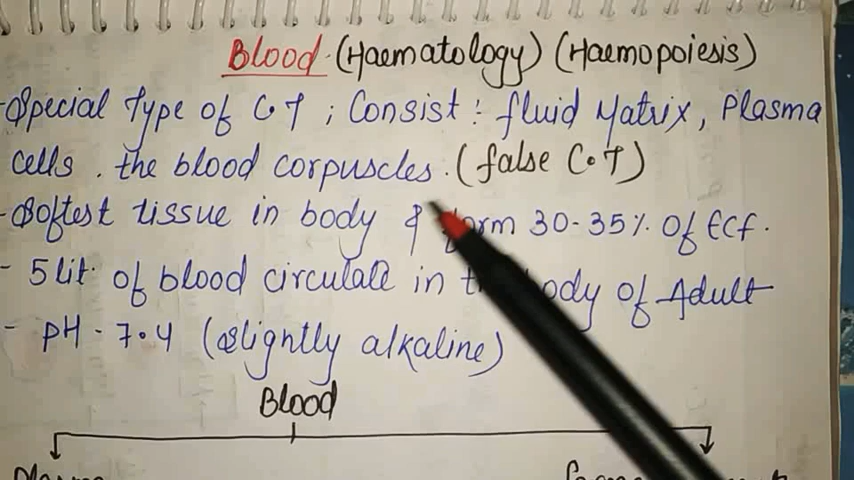 Blood (Haematology) (Haemopoiesis)
- Special Type of C.T ; Consist : fluid Matrix, Plasma
cells. the blood corpuscles. (false C.T)
- Softest tissue in body & form 30-35% of ECF.
- 5 lit. of blood circulate in the body of Adult
- pH - 7.4 (slightly alkaline)
Blood